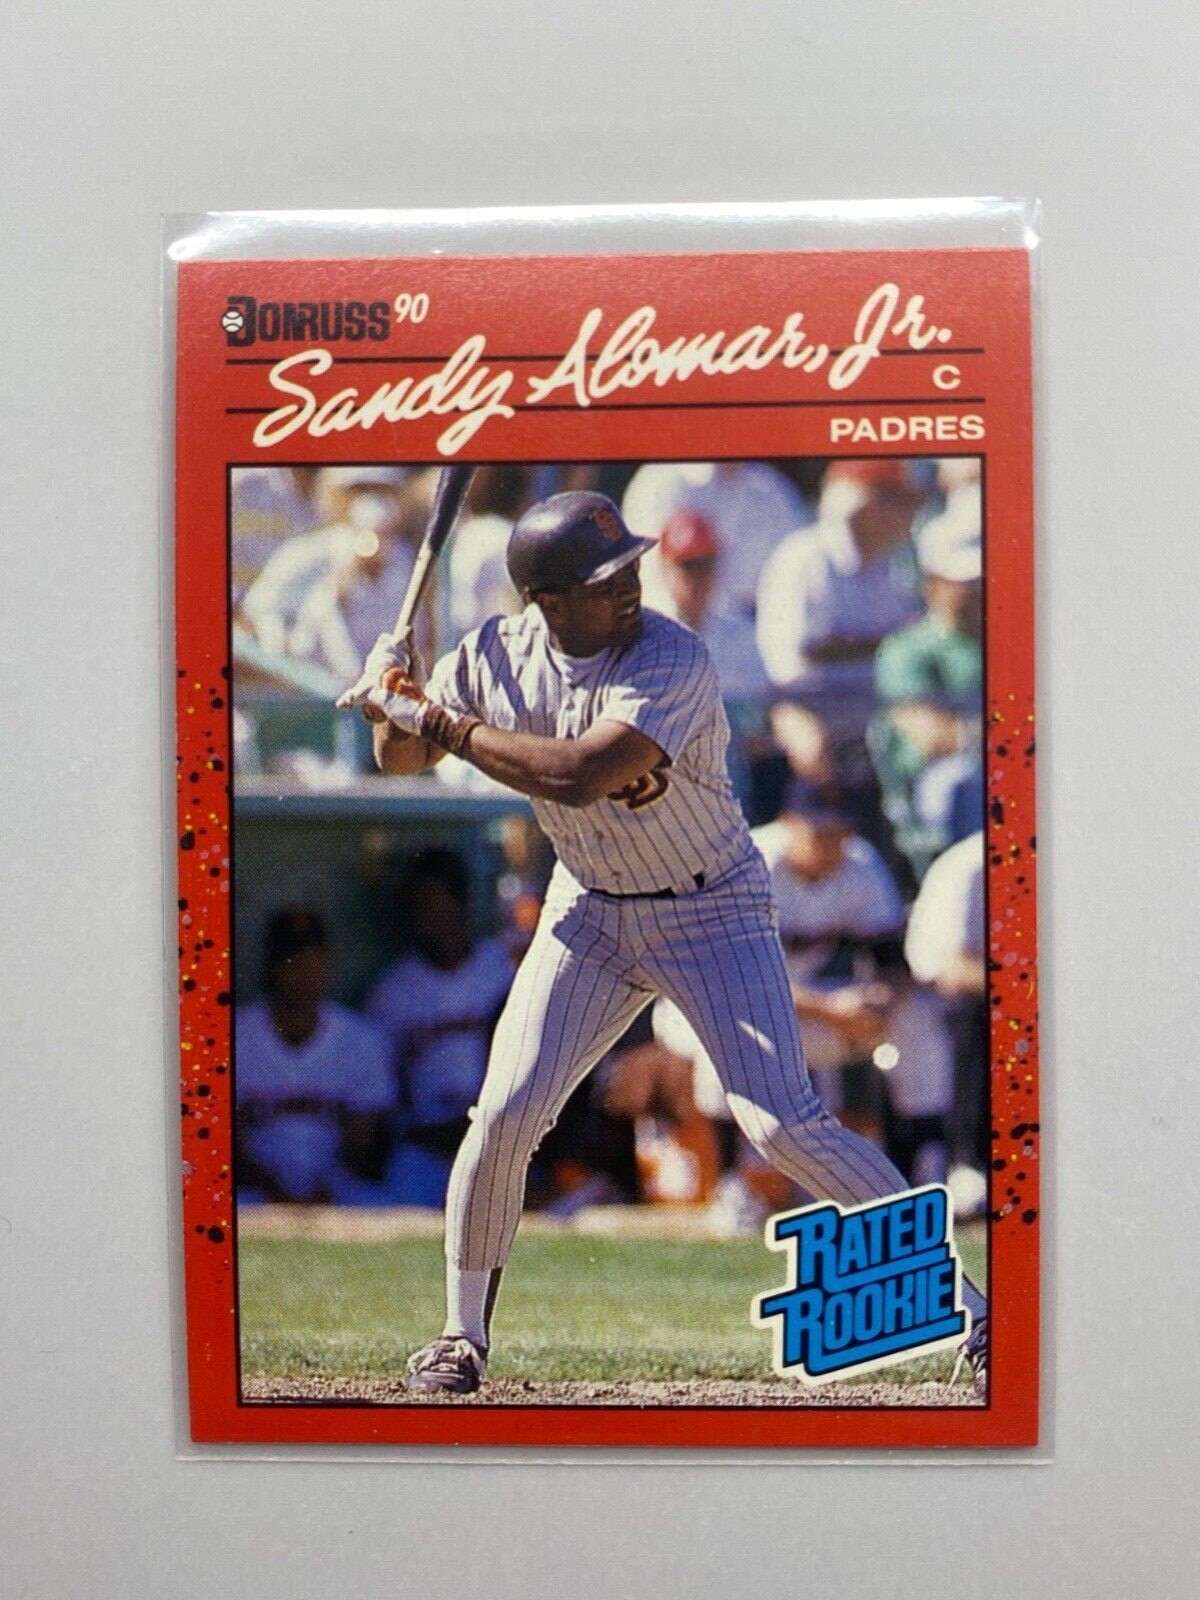 DONRUSS 90
Sandy Alomar, Jr.
C
PADRES
RATED
ROOKIE